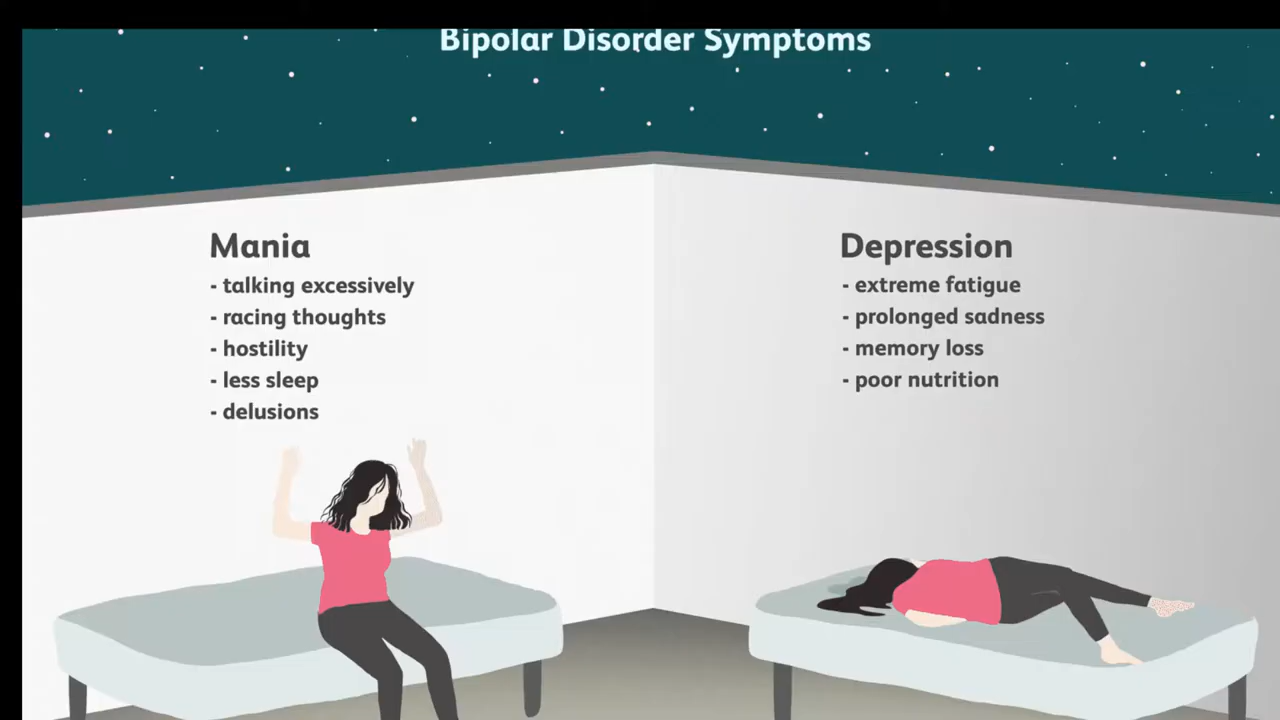 Bipolar Disorder Symptoms
Mania
- talking excessively
- racing thoughts
- hostility
- less sleep
- delusions
Depression
- extreme fatigue
- prolonged sadness
- memory loss
- poor nutrition